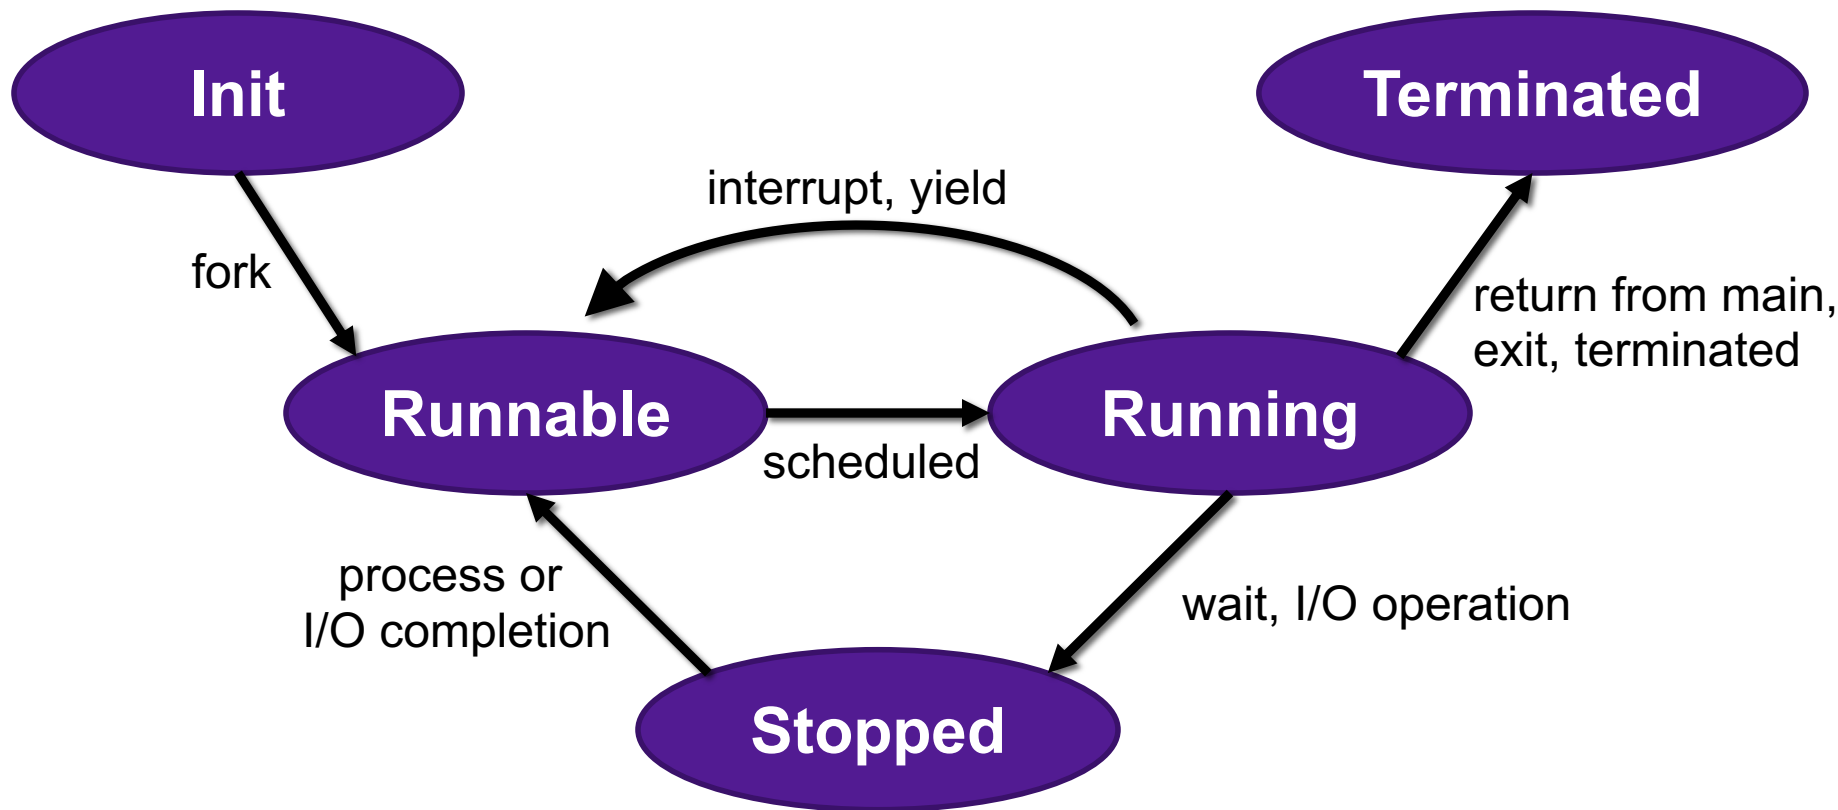 Init
Terminated
interrupt, yield
fork
return from main,
exit, terminated
Runnable
Running
scheduled
process or
I/O completion
wait, I/O operation
Stopped